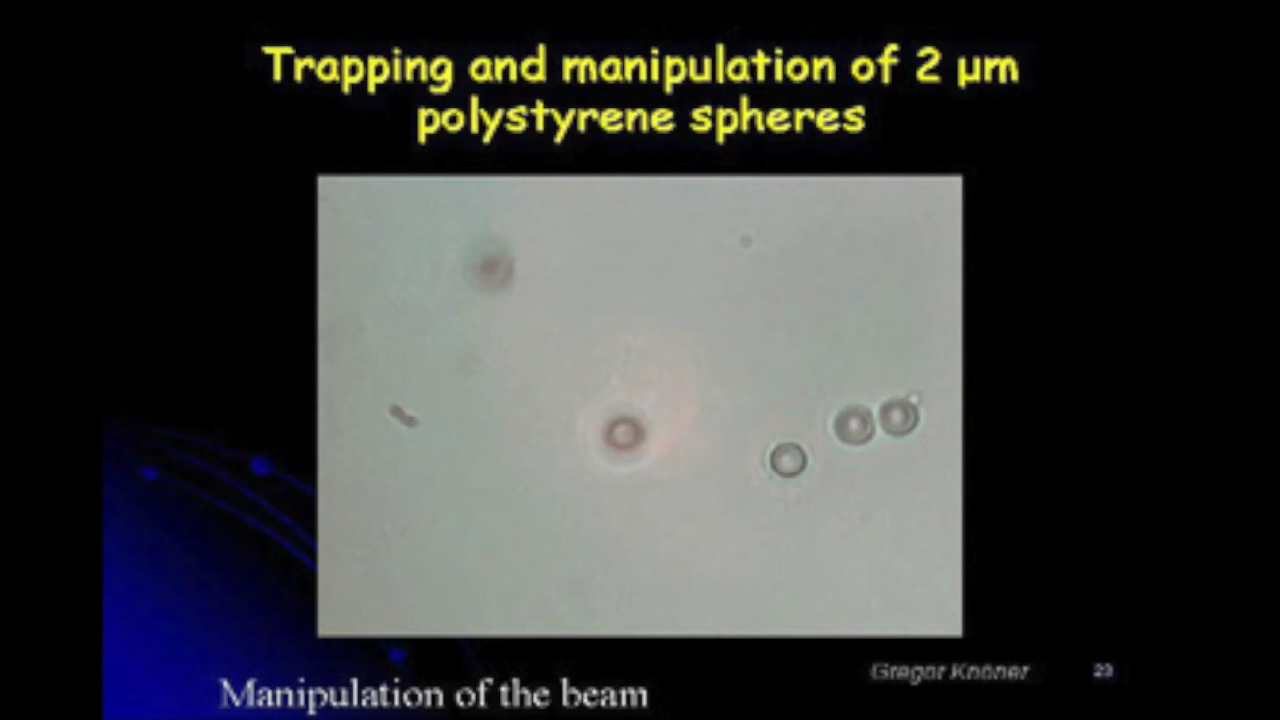 Trapping and manipulation of 2 µm
polystyrene spheres
Gregor Knöner
23
Manipulation of the beam